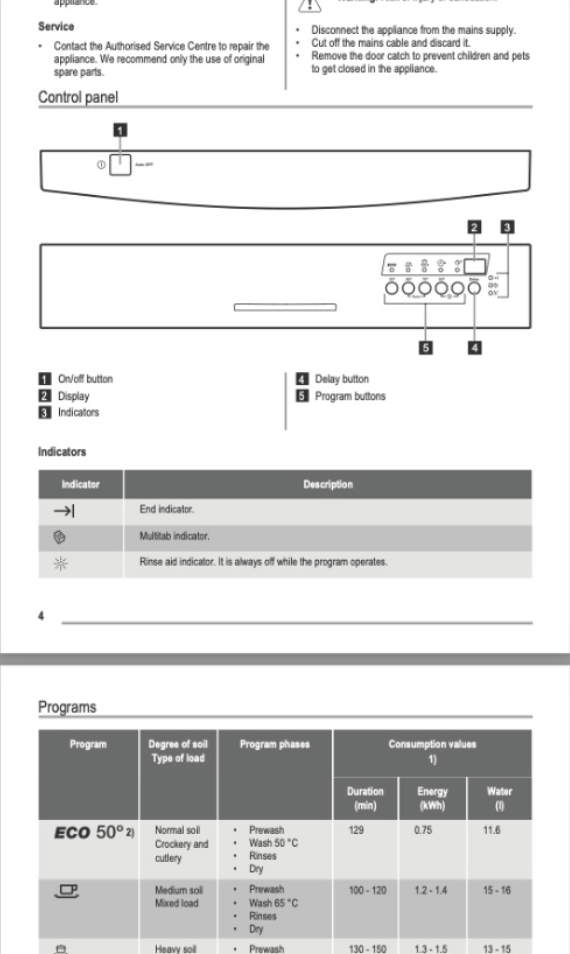 appliance.
Service
• Contact the Authorised Service Centre to repair the
appliance. We recommend only the use of original
spare parts.
• Disconnect the appliance from the mains supply.
• Cut off the mains cable and discard it.
• Remove the door catch to prevent children and pets
to get closed in the appliance.
Control panel
1
Auto OFF
2 3
5 4
1 On/off button
2 Display
3 Indicators
4 Delay button
5 Program buttons
Indicators
Indicator Description
End indicator.
Multitab indicator.
Rinse aid indicator. It is always off while the program operates.
4
Programs
Program
Degree of soil
Type of load
Program phases
Consumption values
1)
Duration
(min)
Energy
(kWh)
Water
(l)
ECO 50° 2)
Normal soil
Crockery and
cutlery
• Prewash
• Wash 50 °C
• Rinses
• Dry
129 0.75 11.6
Medium soil
Mixed load
• Prewash
• Wash 65 °C
• Rinses
• Dry
100 - 120 1.2 - 1.4 15 - 16
Heavy soil • Prewash 130 - 150 1.3 - 1.5 13 - 15